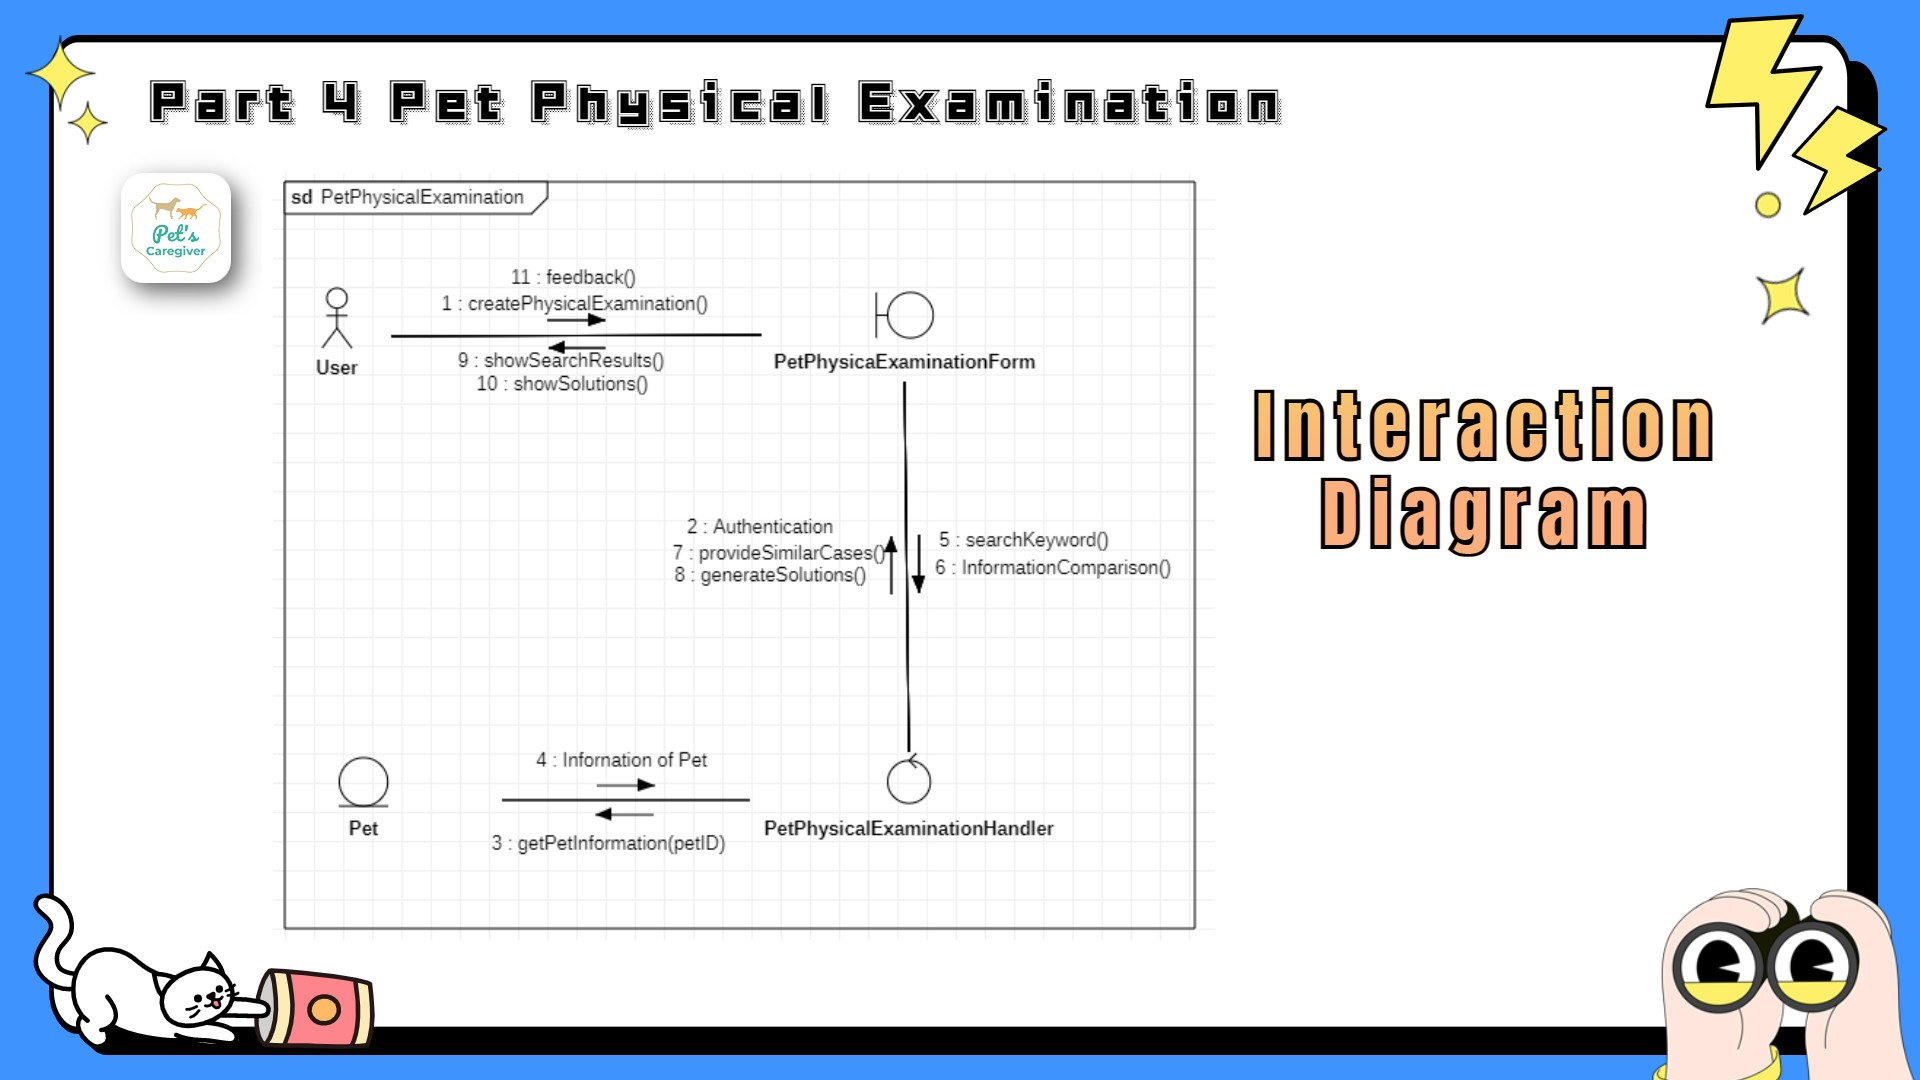 Part 4 Pet Physical Examination
Pet's
Caregiver
sd PetPhysicalExamination
11 : feedback()
1 : createPhysicalExamination()
9 : showSearchResults()
10 : showSolutions()
User
PetPhysicaExaminationForm
Interaction
Diagram
2 : Authentication
7 : provideSimilarCases()
8 : generateSolutions()
5 : searchKeyword()
6 : InformationComparison()
4 : Infornation of Pet
3 : getPetInformation(petID)
Pet
PetPhysicalExaminationHandler